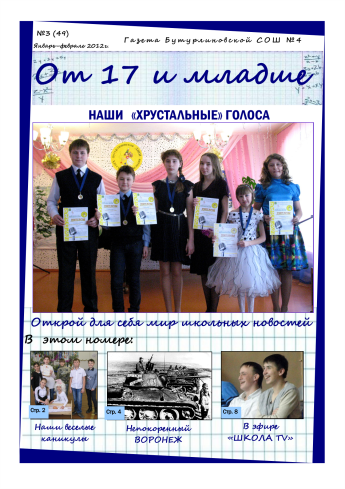 №3 (49)
Январь-февраль 2012г.
Газета Бутурлиновской СОШ №4
От 17 и младше
НАШИ «ХРУСТАЛЬНЫЕ» ГОЛОСА
Открой для себя мир школьных новостей
В этом номере:
Стр. 2
Стр. 4
Стр. 8
Наши веселые
каникулы
Непокоренный
ВОРОНЕЖ
В эфире
«ШКОЛА TV»